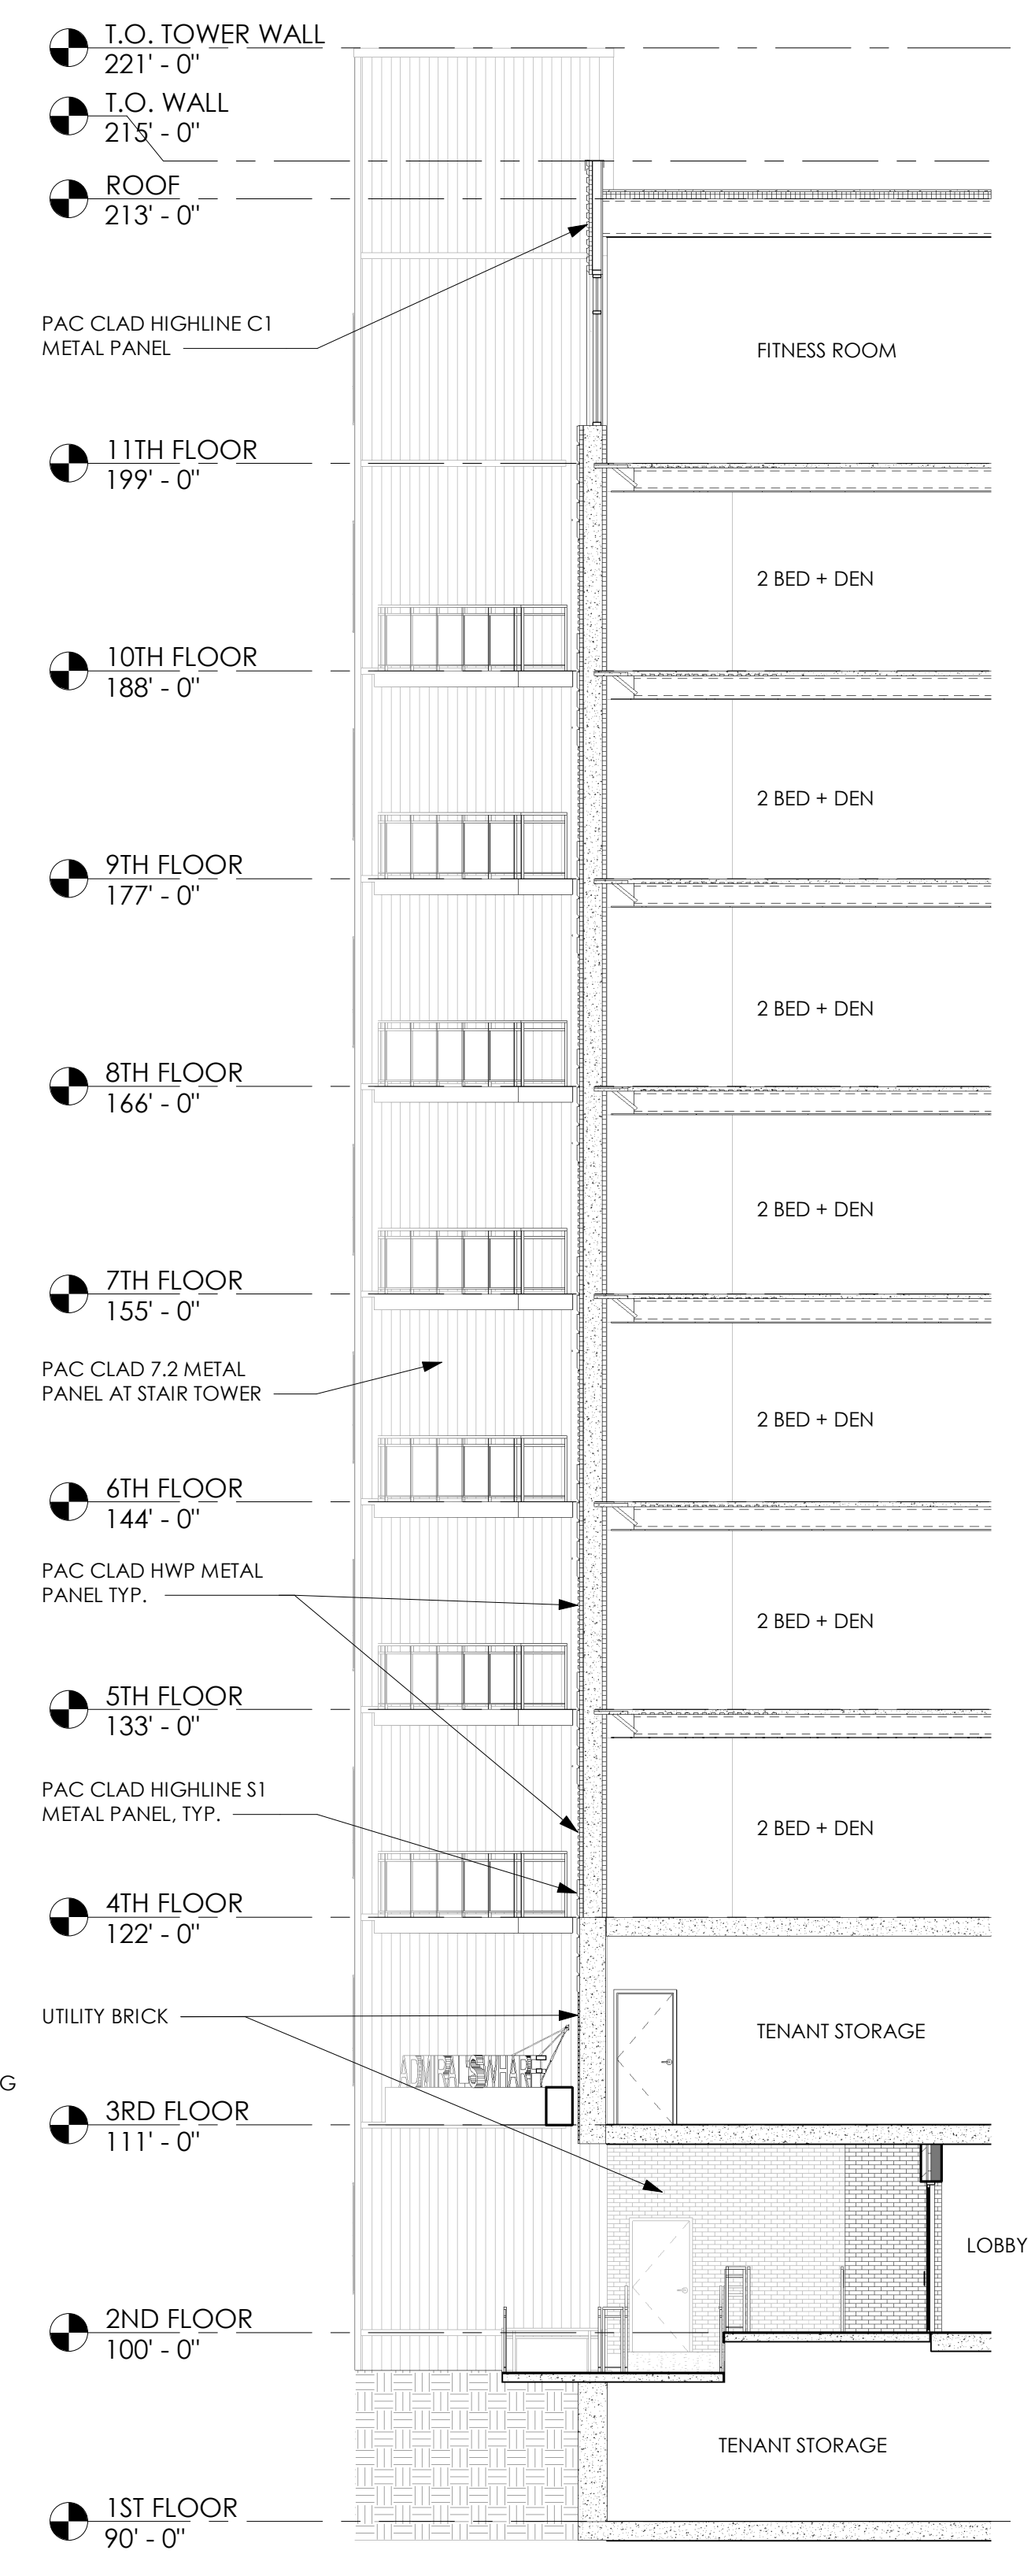 T.O. TOWER WALL
221' - 0"
T.O. WALL
215' - 0"
ROOF
213' - 0"
PAC CLAD HIGHLINE C1
METAL PANEL
FITNESS ROOM
11TH FLOOR
199' - 0"
2 BED + DEN
10TH FLOOR
188' - 0"
2 BED + DEN
9TH FLOOR
177' - 0"
2 BED + DEN
8TH FLOOR
166' - 0"
2 BED + DEN
7TH FLOOR
155' - 0"
PAC CLAD 7.2 METAL
PANEL AT STAIR TOWER
2 BED + DEN
6TH FLOOR
144' - 0"
PAC CLAD HWP METAL
PANEL TYP.
2 BED + DEN
5TH FLOOR
133' - 0"
PAC CLAD HIGHLINE S1
METAL PANEL, TYP.
2 BED + DEN
4TH FLOOR
122' - 0"
UTILITY BRICK
TENANT STORAGE
ADMIRALS WHARF
G
3RD FLOOR
111' - 0"
LOBBY
2ND FLOOR
100' - 0"
TENANT STORAGE
1ST FLOOR
90' - 0"